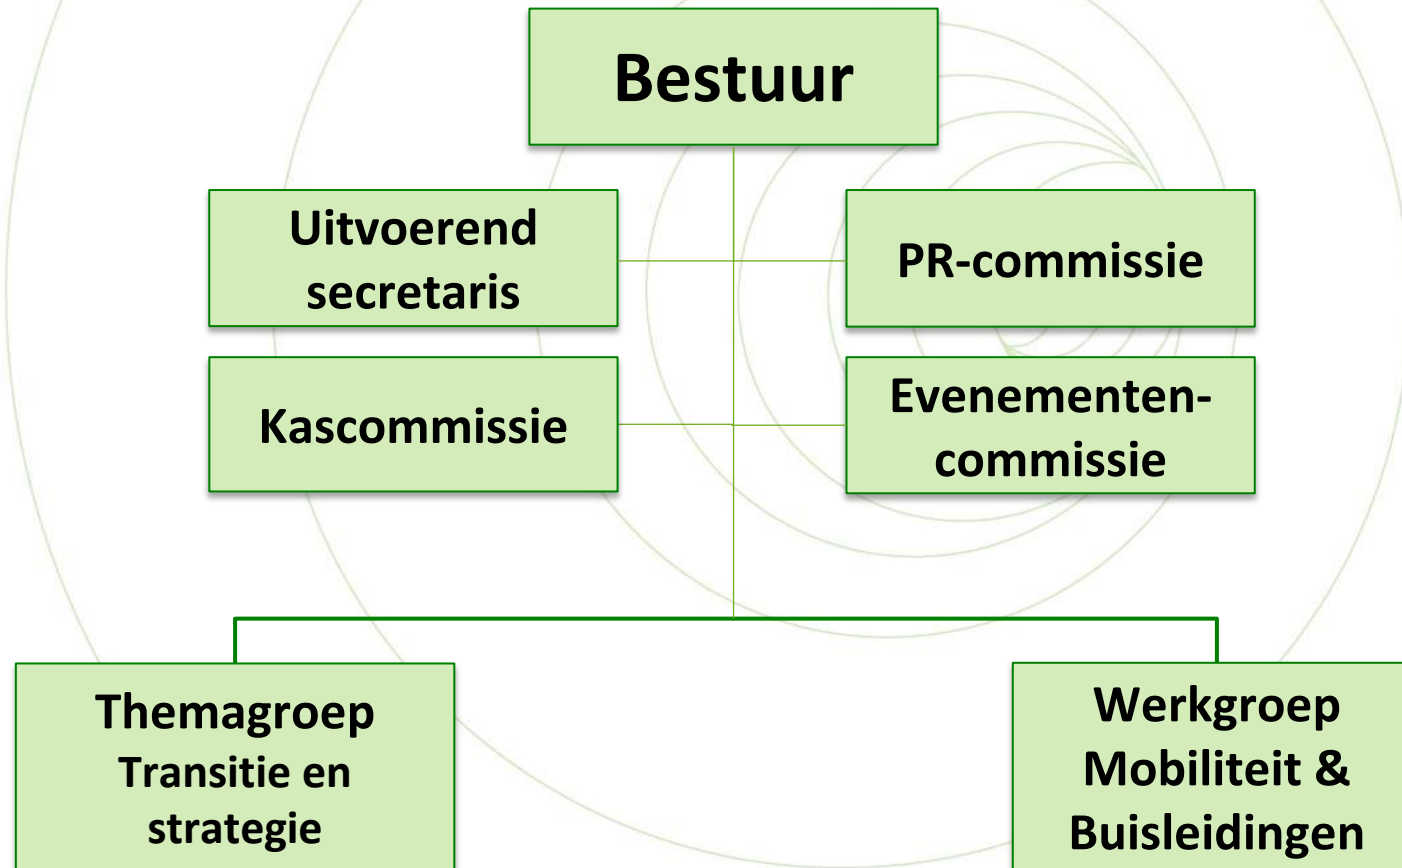 Bestuur
Uitvoerend
secretaris
PR-commissie
Kascommissie
Evenementen-
commissie
Themagroep
Transitie en
strategie
Werkgroep
Mobiliteit &
Buisleidingen